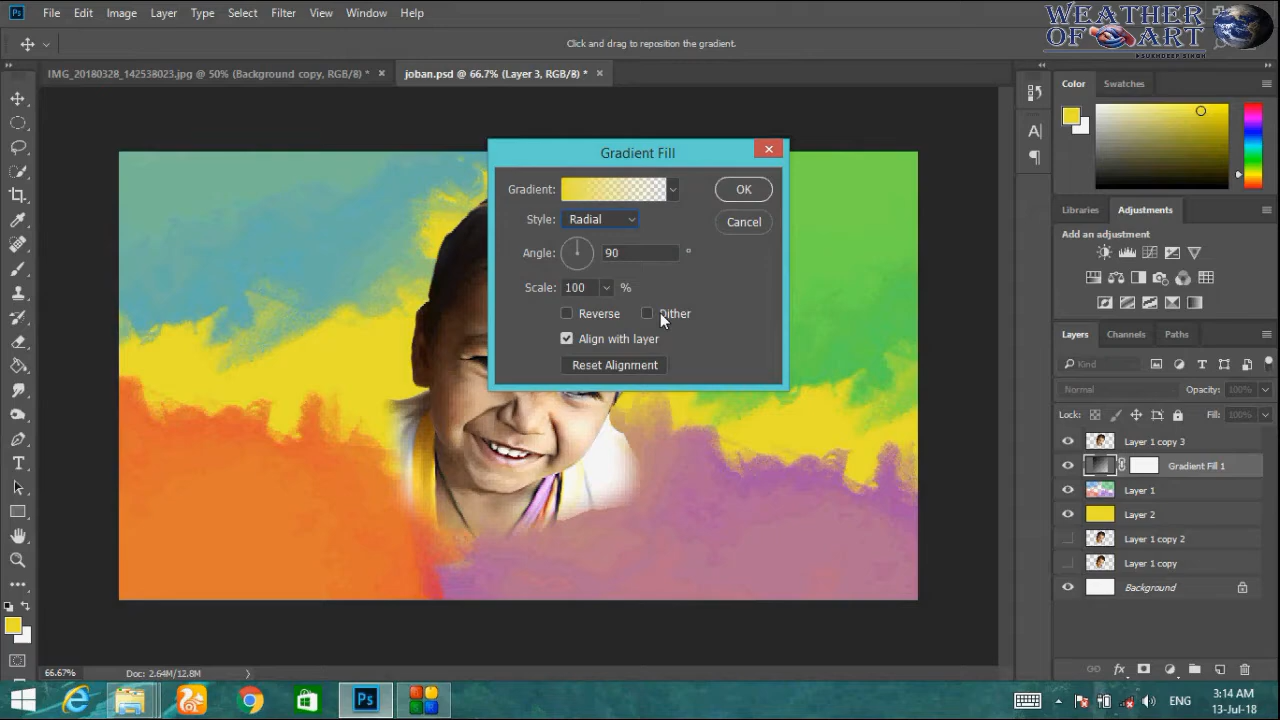 Ps File Edit Image Layer Type Select Filter View Window Help
WEATHER
OF ART
SUKHDEEP SINGH
Click and drag to reposition the gradient.
IMG_20180328_142538023.jpg @ 50% (Background copy, RGB/8) * ×
joban.psd @ 66.7% (Layer 3, RGB/8) * ×
Color Swatches
Gradient Fill
Gradient: OK
Style: Radial
Cancel
Angle: 90 °
Scale: 100 %
Reverse Dither
Align with layer
Reset Alignment
Libraries Adjustments
Add an adjustment
Layers Channels Paths
Kind
Normal Opacity: 100%
Lock: Fill: 100%
Layer 1 copy 3
Gradient Fill 1
Layer 1
Layer 2
Layer 1 copy 2
Layer 1 copy
Background
66.67% Doc: 2.64M/12.8M
fx
Ps
ENG
3:14 AM
13-Jul-18